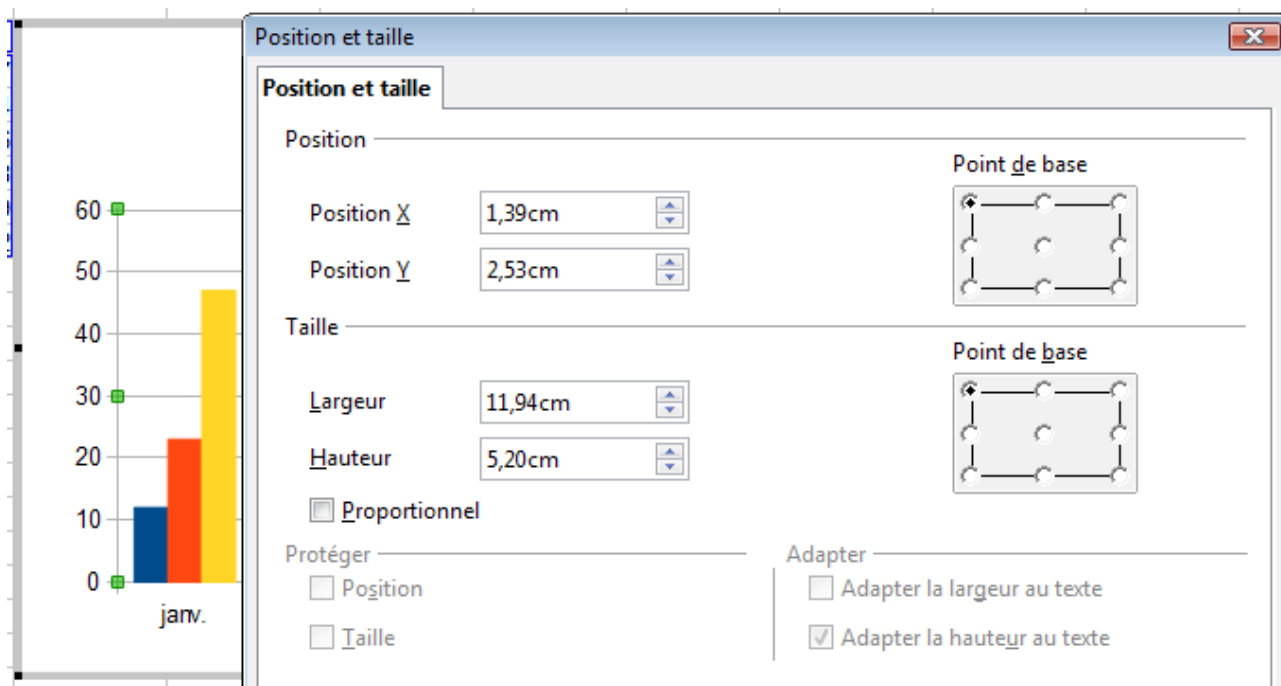 Position et taille
Position et taille
Position
Point de base
Position X 1,39cm
Position Y 2,53cm
Taille
Point de base
Largeur 11,94cm
Hauteur 5,20cm
Proportionnel
Protéger
Adapter
Position
Adapter la largeur au texte
Taille
Adapter la hauteur au texte
60
50
40
30
20
10
0
janv.